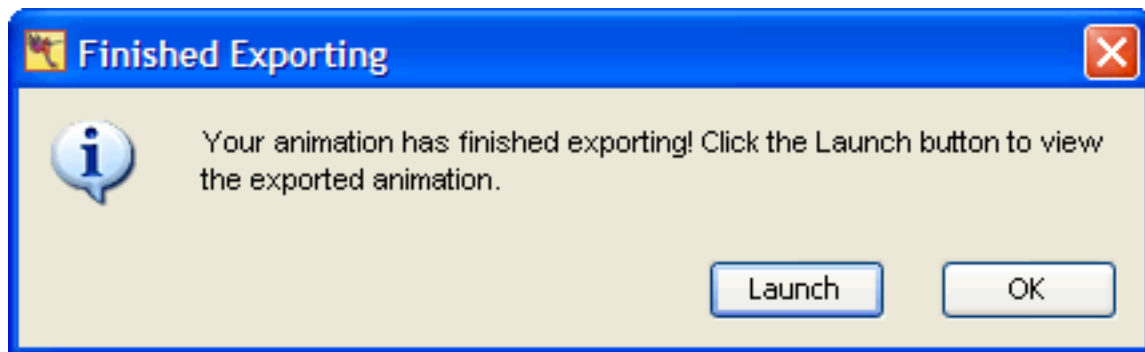 Finished Exporting
Your animation has finished exporting! Click the Launch button to view
the exported animation.
Launch
OK